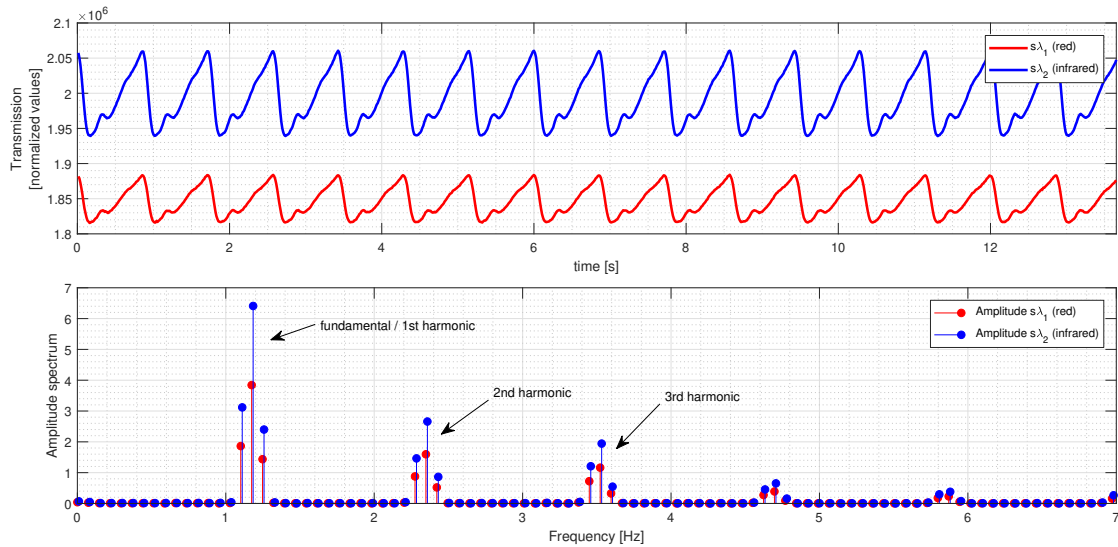 ×10⁶
2.1
2.05
2
1.95
1.9
1.85
1.8
Transmission
[normalized values]
sλ₁ (red)
sλ₂ (infrared)
0 2 4 6 8 10 12
time [s]
7
6
5
4
3
2
1
0
Amplitude spectrum
fundamental / 1st harmonic
2nd harmonic
3rd harmonic
Amplitude sλ₁ (red)
Amplitude sλ₂ (infrared)
0 1 2 3 4 5 6 7
Frequency [Hz]